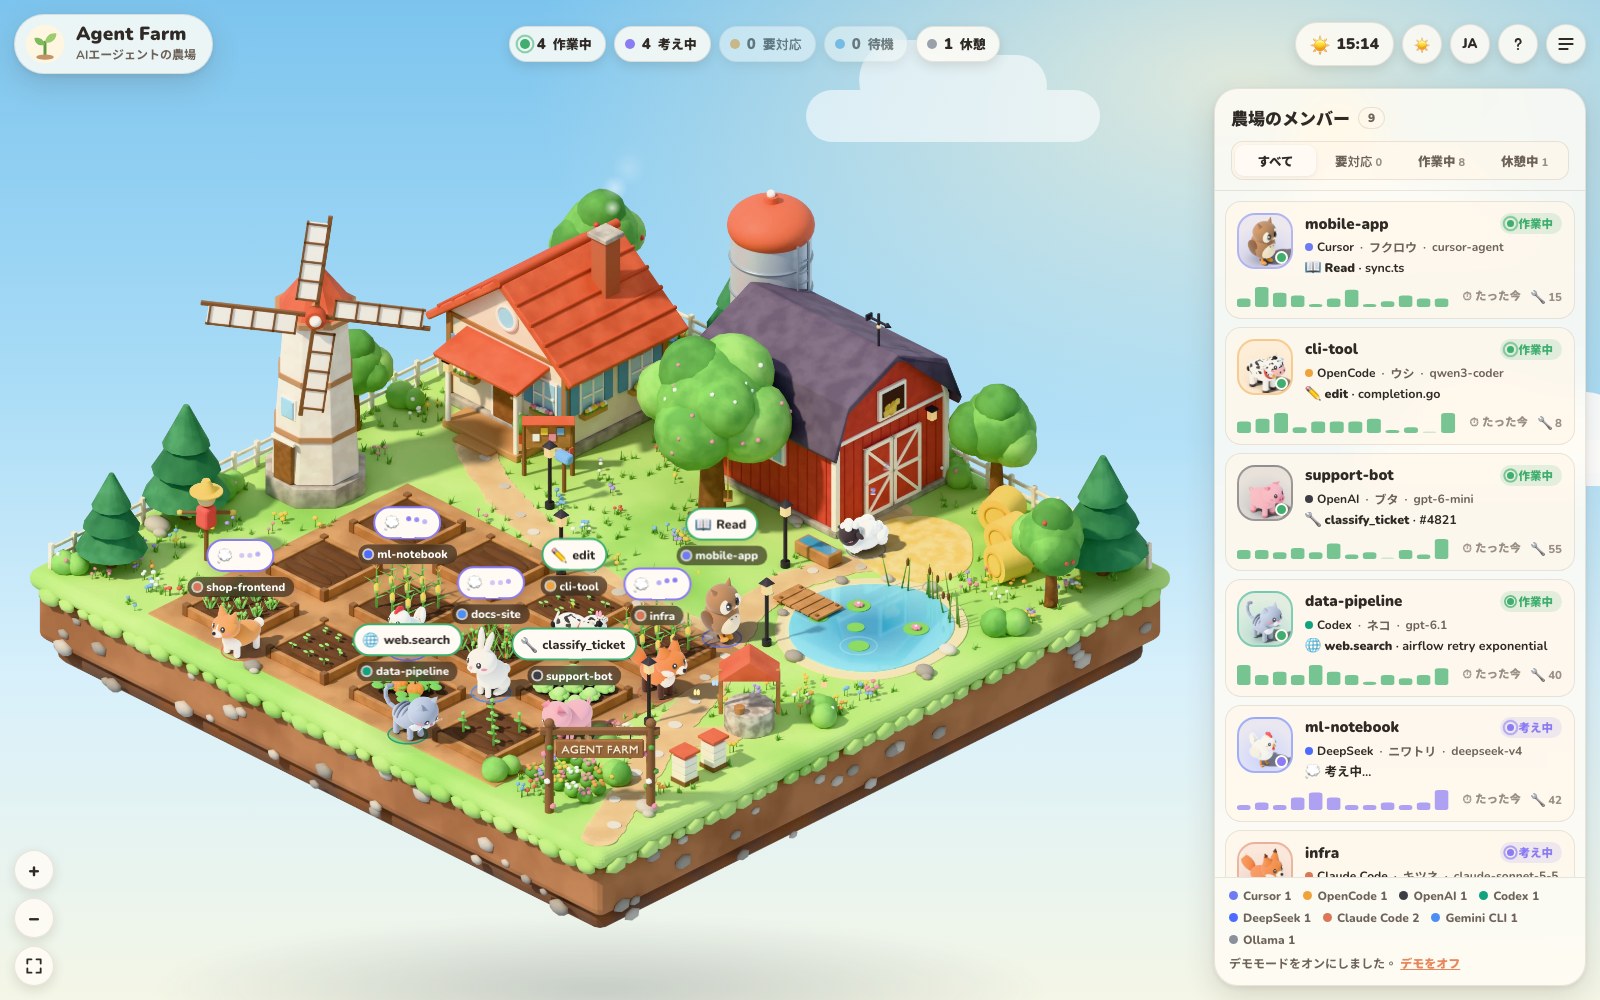 Agent Farm
AIエージェントの農場
4 作業中
4 考え中
0 要対応
0 待機
1 休憩
15:14
JA
?
農場のメンバー 9
すべて
要対応 0
作業中 8
休憩中 1
mobile-app
作業中
Cursor · フクロウ · cursor-agent
Read · sync.ts
たった今
15
cli-tool
作業中
OpenCode · ウシ · qwen3-coder
edit · completion.go
たった今
8
support-bot
作業中
OpenAI · ブタ · gpt-6-mini
classify_ticket · #4821
たった今
55
data-pipeline
作業中
Codex · ネコ · gpt-6.1
web.search · airflow retry exponential
たった今
40
ml-notebook
考え中
DeepSeek · ニワトリ · deepseek-v4
考え中...
たった今
42
infra
考え中
Claude Code · キツネ · claude-sonnet-5-5
Cursor 1
OpenCode 1
OpenAI 1
Codex 1
DeepSeek 1
Claude Code 2
Gemini CLI 1
Ollama 1
デモモードをオンにしました。 デモをオフ
Read
mobile-app
ml-notebook
edit
cli-tool
shop-frontend
docs-site
infra
web.search
data-pipeline
classify_ticket
support-bot
AGENT FARM
+
−